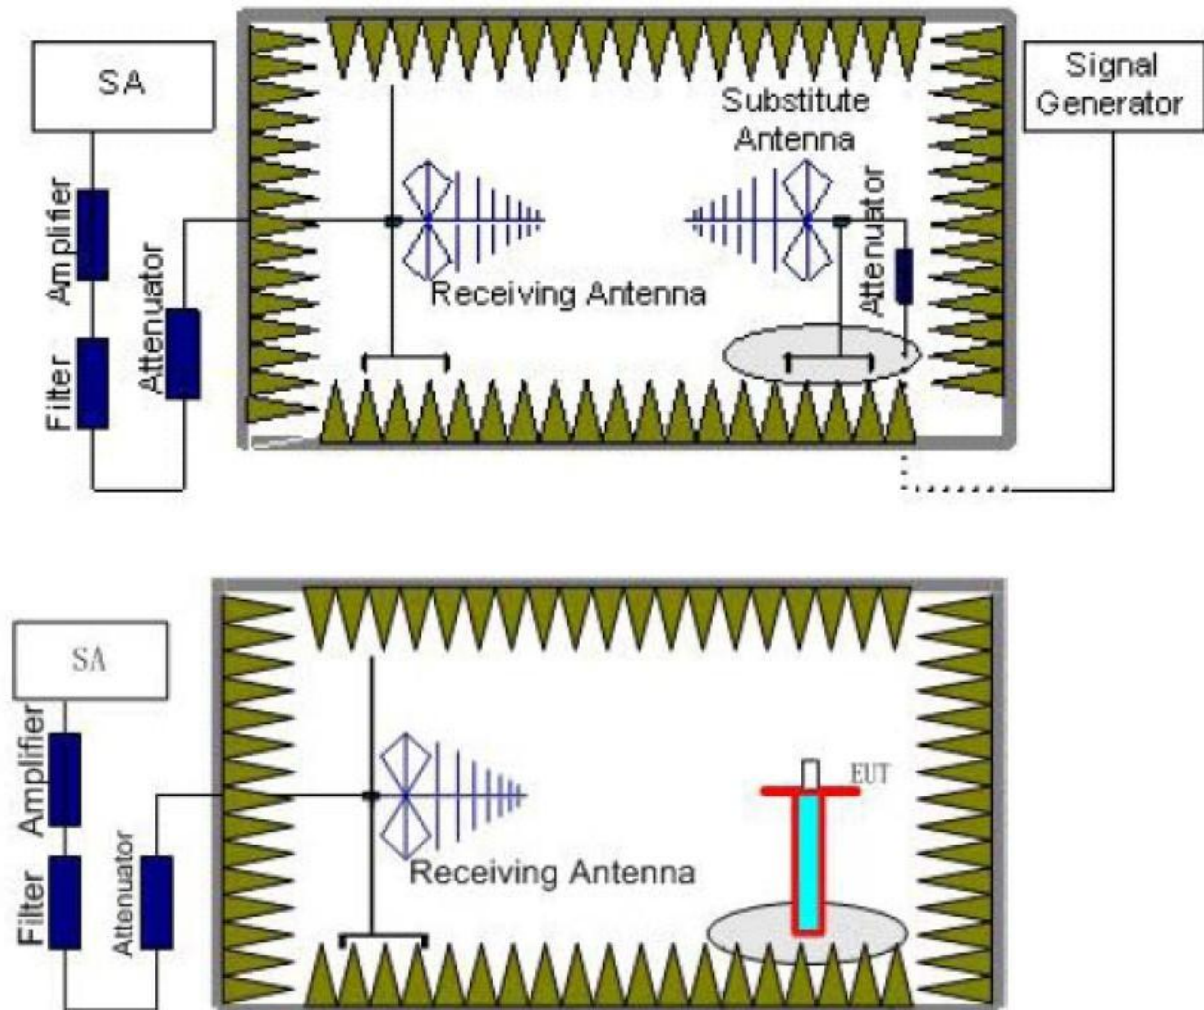 SA
Signal
Generator
Substitute
Antenna
Amplifier
Attenuator
Attenuator
Receiving Antenna
Filter
SA
Amplifier
EUT
Receiving Antenna
Filter
Attenuator